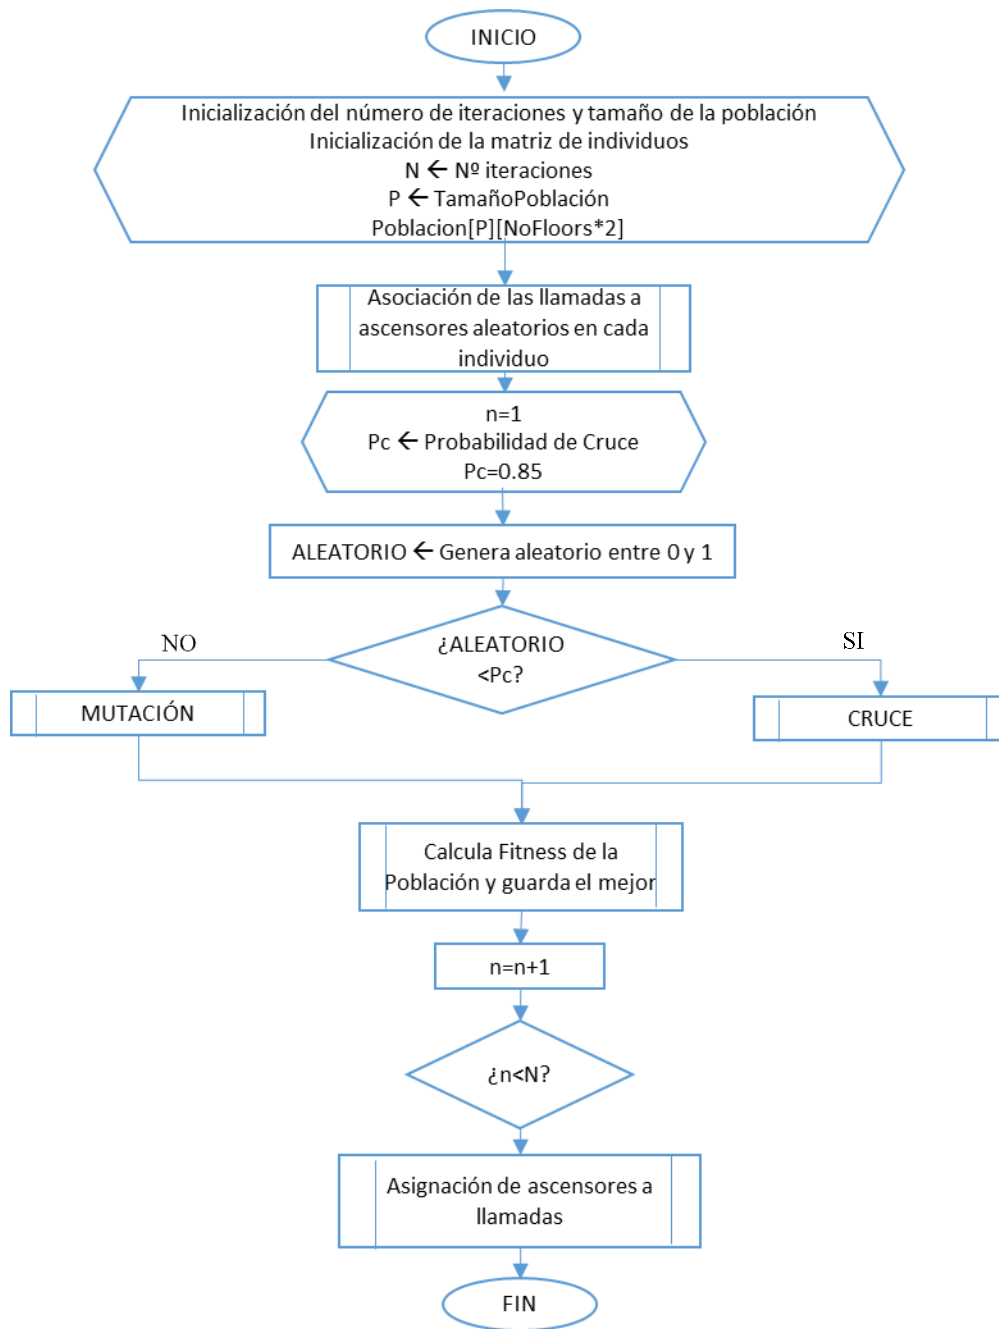 INICIO
Inicialización del número de iteraciones y tamaño de la población
Inicialización de la matriz de individuos
N ← Nº iteraciones
P ← TamañoPoblación
Poblacion[P][NoFloors*2]
Asociación de las llamadas a
ascensores aleatorios en cada
individuo
n=1
Pc ← Probabilidad de Cruce
Pc=0.85
ALEATORIO ← Genera aleatorio entre 0 y 1
¿ALEATORIO
<Pc?
NO
SI
MUTACIÓN
CRUCE
Calcula Fitness de la
Población y guarda el mejor
n=n+1
¿n<N?
Asignación de ascensores a
llamadas
FIN